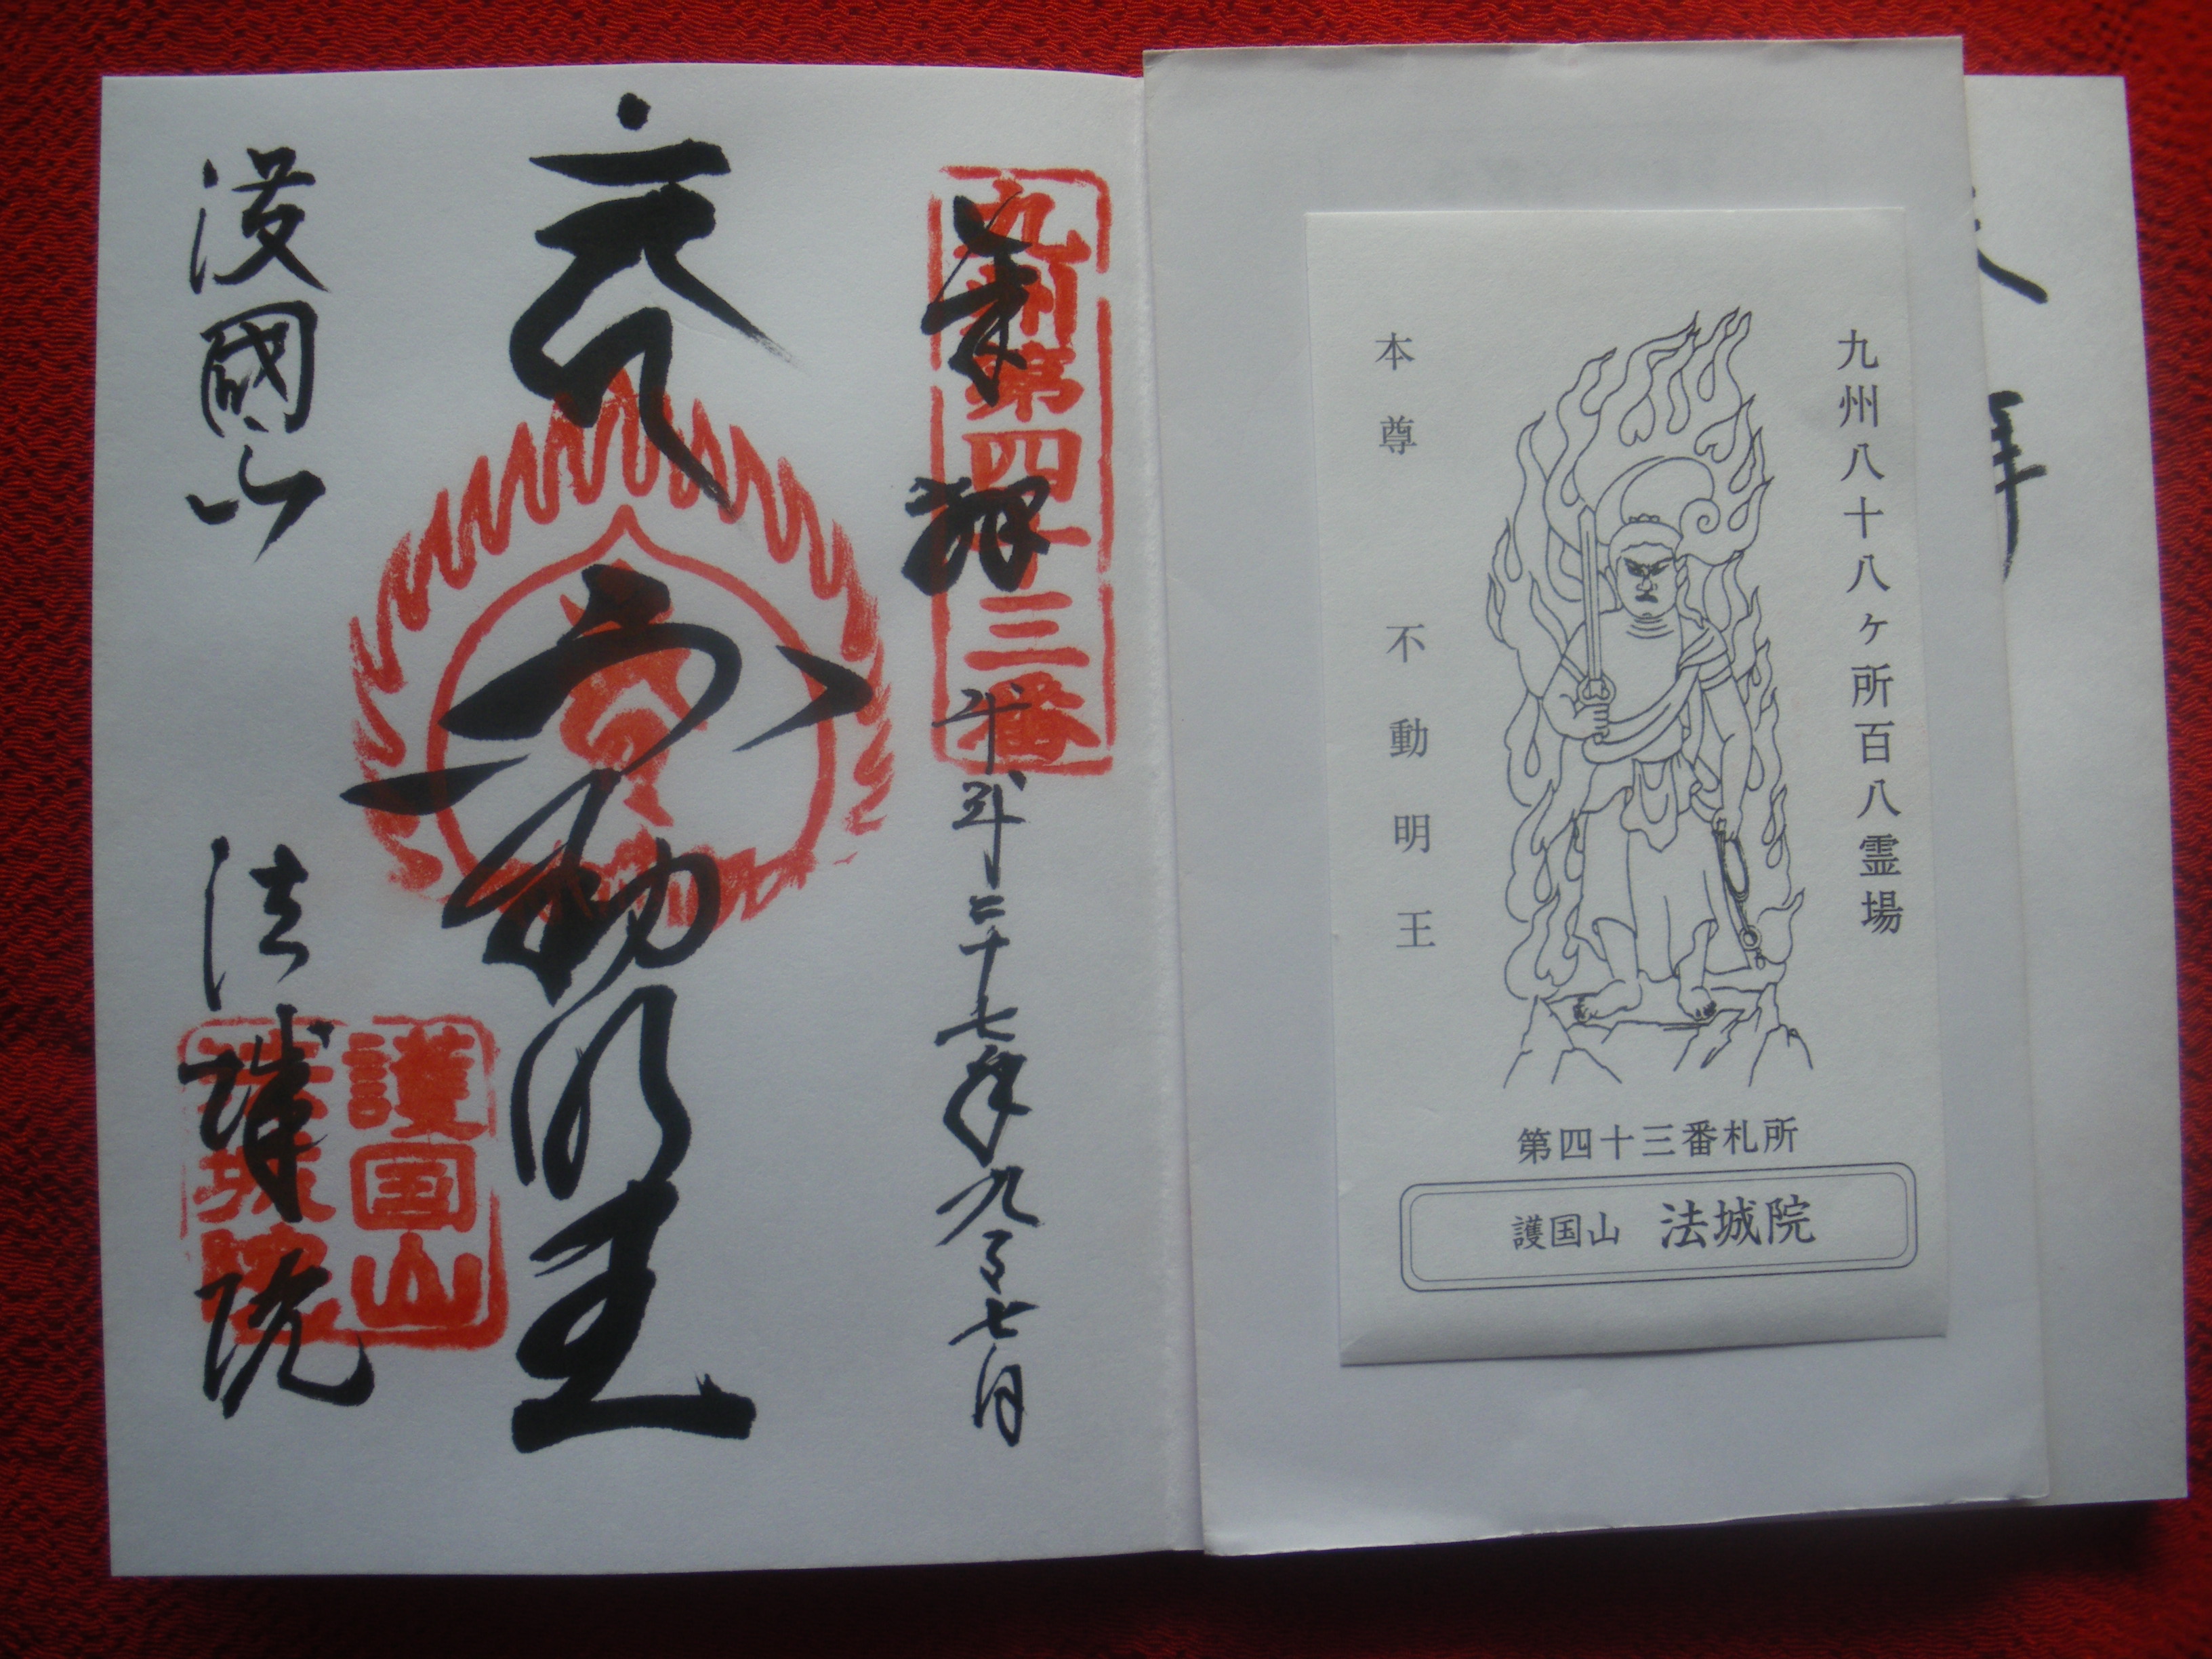 九州八十八ヶ所百八霊場
本尊 不動明王
第四十三番札所
護国山 法城院
九州第四十三番
奉拝 平成二十七年九月七日
不動明王
護國山 法城院
護国山
法城院